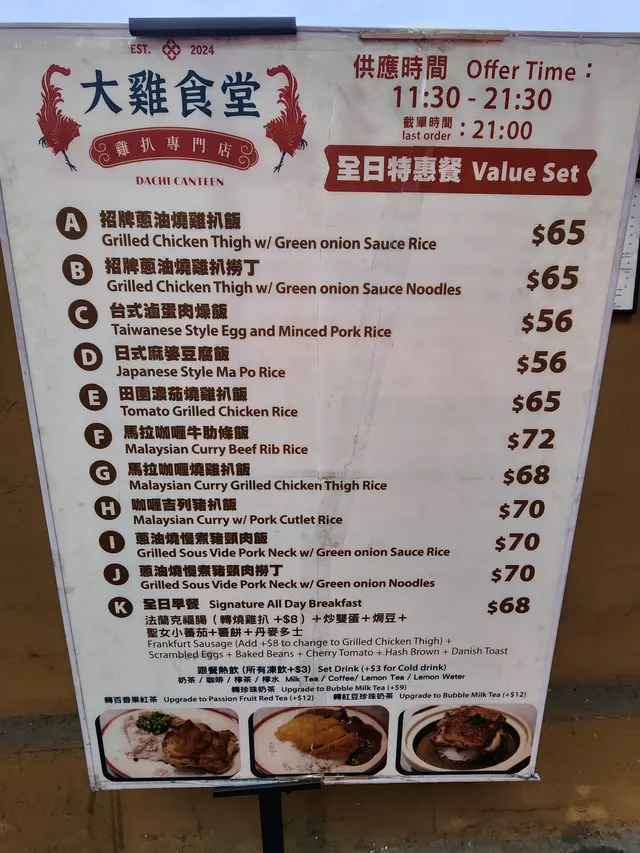 EST. 2024
大雞食堂
雞扒專門店
DACHI CANTEEN
供應時間 Offer Time：
11:30 - 21:30
截單時間
last order：21:00
全日特惠餐 Value Set
A 招牌蔥油燒雞扒飯
Grilled Chicken Thigh w/ Green onion Sauce Rice $65
B 招牌蔥油燒雞扒撈丁
Grilled Chicken Thigh w/ Green onion Sauce Noodles $65
C 台式滷蛋肉燥飯
Taiwanese Style Egg and Minced Pork Rice $56
D 日式麻婆豆腐飯
Japanese Style Ma Po Rice $56
E 田園濃茄燒雞扒飯
Tomato Grilled Chicken Rice $65
F 馬拉咖喱牛肋條飯
Malaysian Curry Beef Rib Rice $72
G 馬拉咖喱燒雞扒飯
Malaysian Curry Grilled Chicken Thigh Rice $68
H 咖喱吉列豬扒飯
Malaysian Curry w/ Pork Cutlet Rice $70
I 蔥油燒慢煮豬頸肉飯
Grilled Sous Vide Pork Neck w/ Green onion Sauce Rice $70
J 蔥油燒慢煮豬頸肉撈丁
Grilled Sous Vide Pork Neck w/ Green onion Noodles $70
K 全日早餐 Signature All Day Breakfast $68
法蘭克福腸（轉燒雞扒 +$8）＋炒雙蛋＋焗豆＋
聖女小蕃茄＋薯餅＋丹麥多士
Frankfurt Sausage (Add +$8 to change to Grilled Chicken Thigh) +
Scrambled Eggs + Baked Beans + Cherry Tomato + Hash Brown + Danish Toast
跟餐熱飲 (所有凍飲+$3) Set Drink (+$3 for Cold drink)
奶茶 / 咖啡 / 檸茶 / 檸水 Milk Tea / Coffee/ Lemon Tea / Lemon Water
轉珍珠奶茶 Upgrade to Bubble Milk Tea (+$9)
轉百香果紅茶 Upgrade to Passion Fruit Red Tea (+$12) 轉紅豆珍珠奶茶 Upgrade to Bubble Milk Tea (+$12)